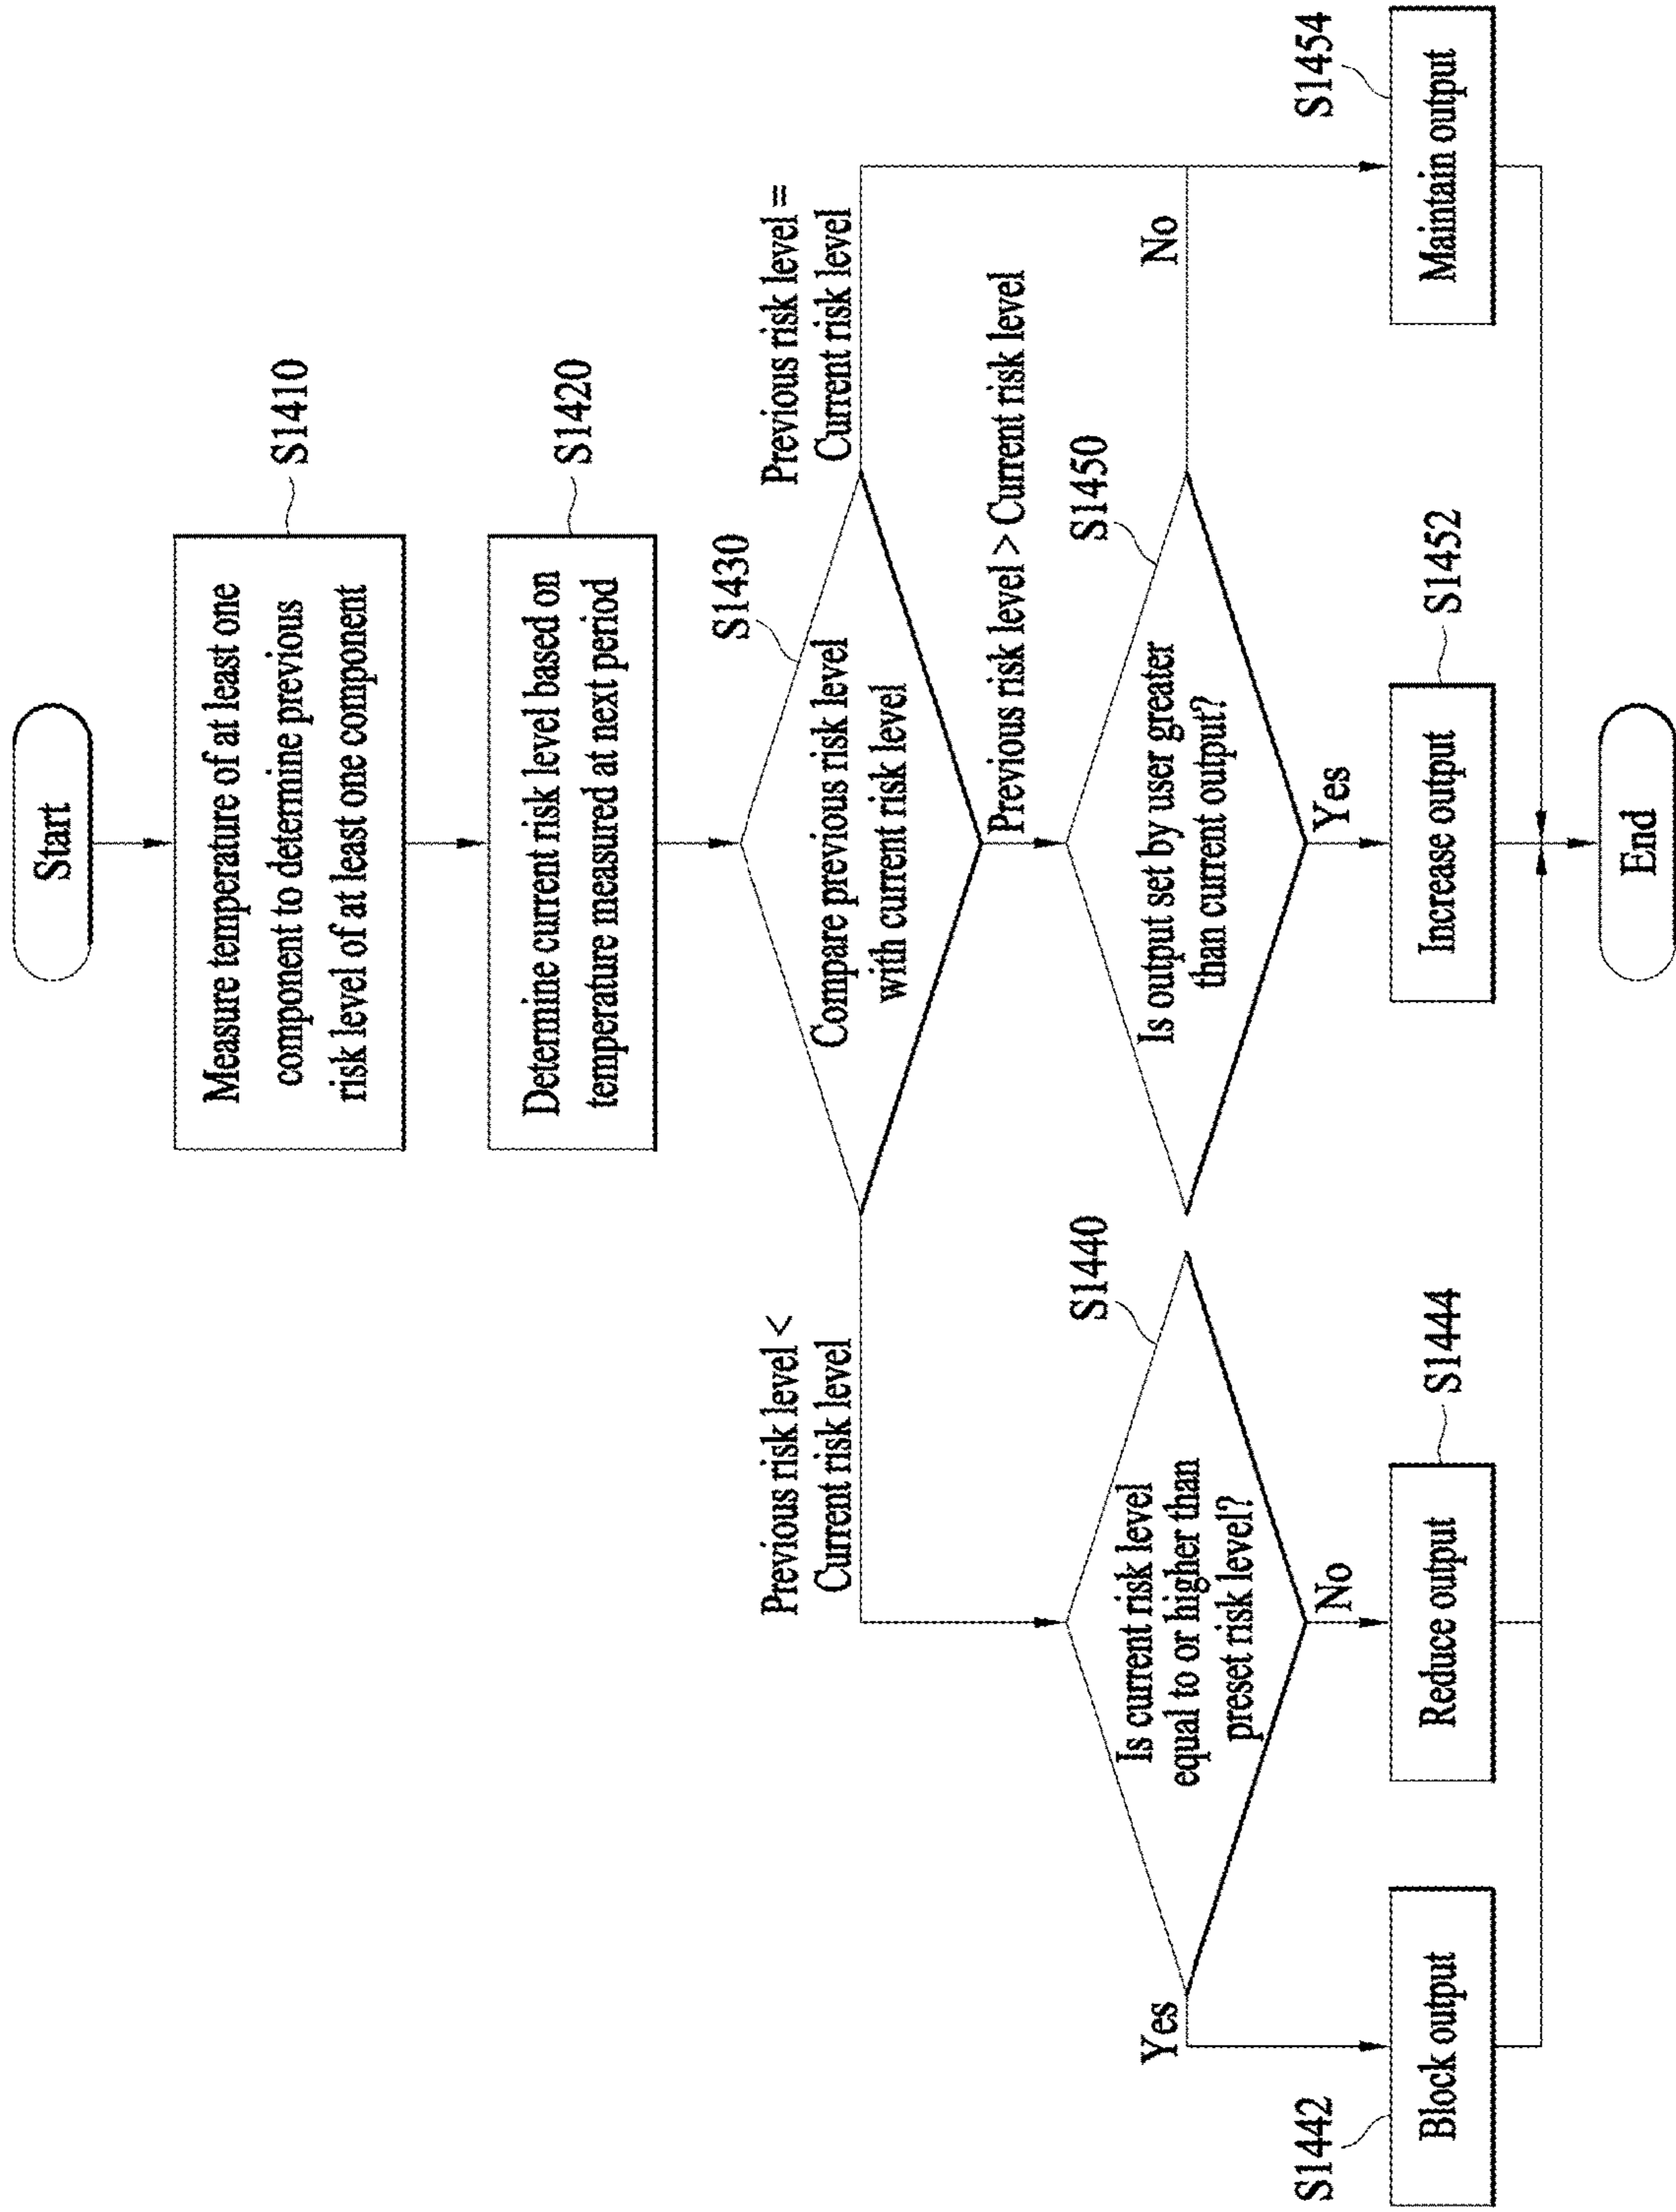 Start
Measure temperature of at least one
component to determine previous
risk level of at least one component
S1410
Determine current risk level based on
temperature measured at next period
S1420
S1430
Compare previous risk level
with current risk level
Previous risk level <
Current risk level
Previous risk level =
Current risk level
Previous risk level > Current risk level
S1440
Is current risk level
equal to or higher than
preset risk level?
Yes
No
S1450
Is output set by user greater
than current output?
No
Yes
S1442
Block output
S1444
Reduce output
S1452
Increase output
S1454
Maintain output
End